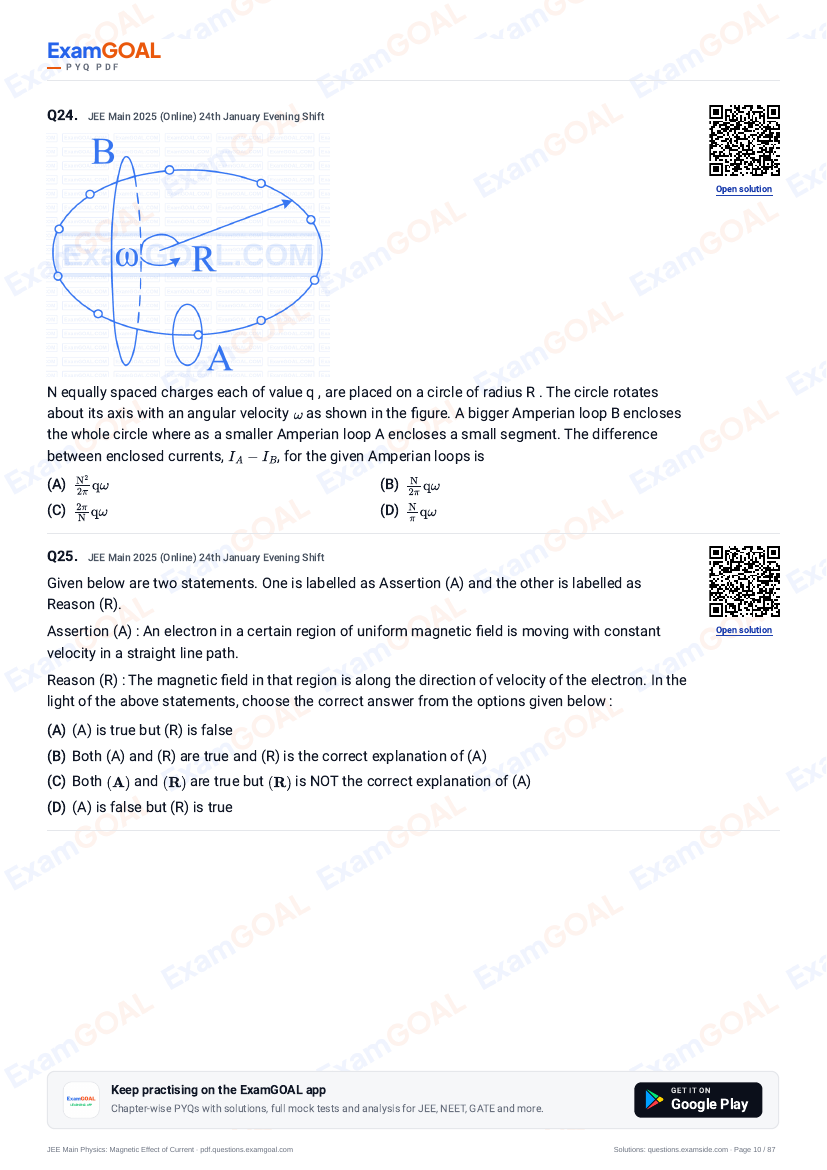 ExamGOAL
PYQ PDF
Q24. JEE Main 2025 (Online) 24th January Evening Shift
Open solution
B
ω
R
ExamGOAL.COM
A
N equally spaced charges each of value q , are placed on a circle of radius R . The circle rotates
about its axis with an angular velocity ω as shown in the figure. A bigger Amperian loop B encloses
the whole circle where as a smaller Amperian loop A encloses a small segment. The difference
between enclosed currents, I_A − I_B, for the given Amperian loops is
(A) N²/2π qω
(B) N/2π qω
(C) 2π/N qω
(D) N/π qω
Q25. JEE Main 2025 (Online) 24th January Evening Shift
Open solution
Given below are two statements. One is labelled as Assertion (A) and the other is labelled as
Reason (R).
Assertion (A) : An electron in a certain region of uniform magnetic field is moving with constant
velocity in a straight line path.
Reason (R) : The magnetic field in that region is along the direction of velocity of the electron. In the
light of the above statements, choose the correct answer from the options given below :
(A) (A) is true but (R) is false
(B) Both (A) and (R) are true and (R) is the correct explanation of (A)
(C) Both (A) and (R) are true but (R) is NOT the correct explanation of (A)
(D) (A) is false but (R) is true
ExamGOAL
Keep practising on the ExamGOAL app
Chapter-wise PYQs with solutions, full mock tests and analysis for JEE, NEET, GATE and more.
GET IT ON
Google Play
JEE Main Physics: Magnetic Effect of Current · pdf.questions.examgoal.com
Solutions: questions.examside.com · Page 10 / 87